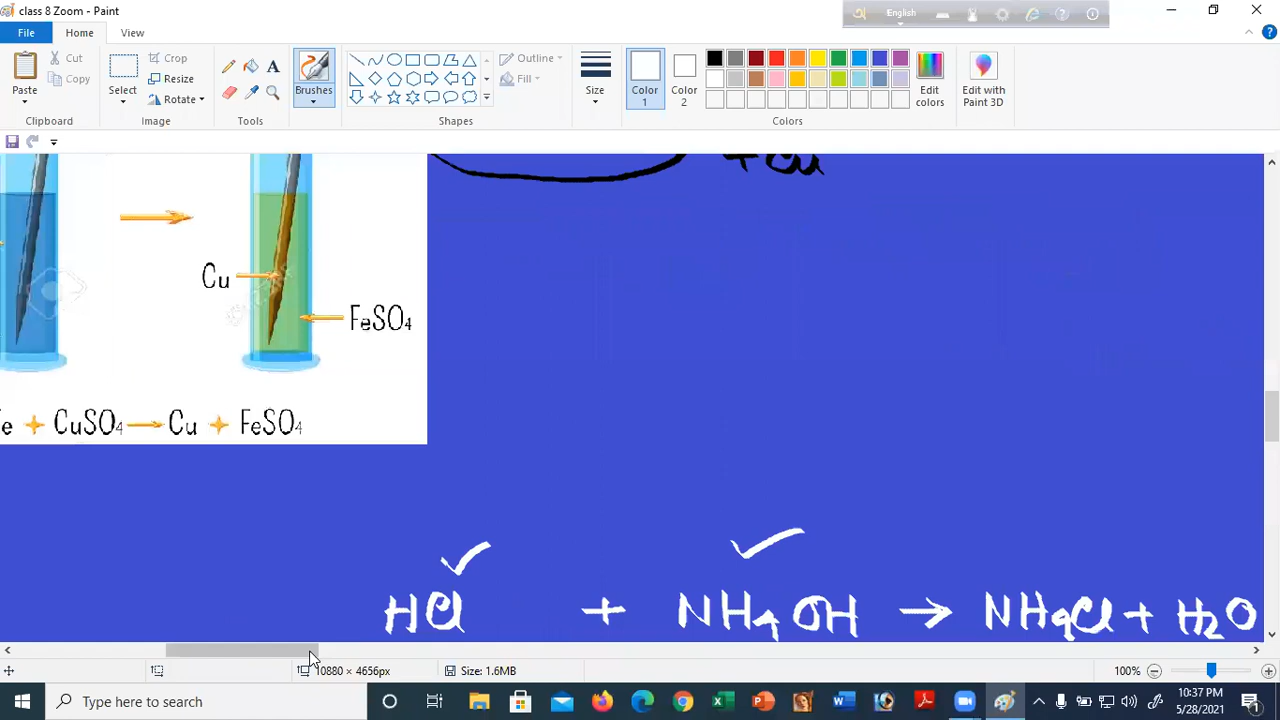 class 8 Zoom - Paint
English
File
Home
View
Paste
Cut
Copy
Clipboard
Select
Crop
Resize
Rotate
Image
Tools
Brushes
Shapes
Outline
Fill
Size
Color 1
Color 2
Colors
Edit colors
Edit with Paint 3D
+ Cu
Cu
FeSO4
e + CuSO4 → Cu + FeSO4
HCl + NH4OH → NH4Cl + H2O
10880 × 4656px
Size: 1.6MB
100%
Type here to search
10:37 PM
5/28/2021